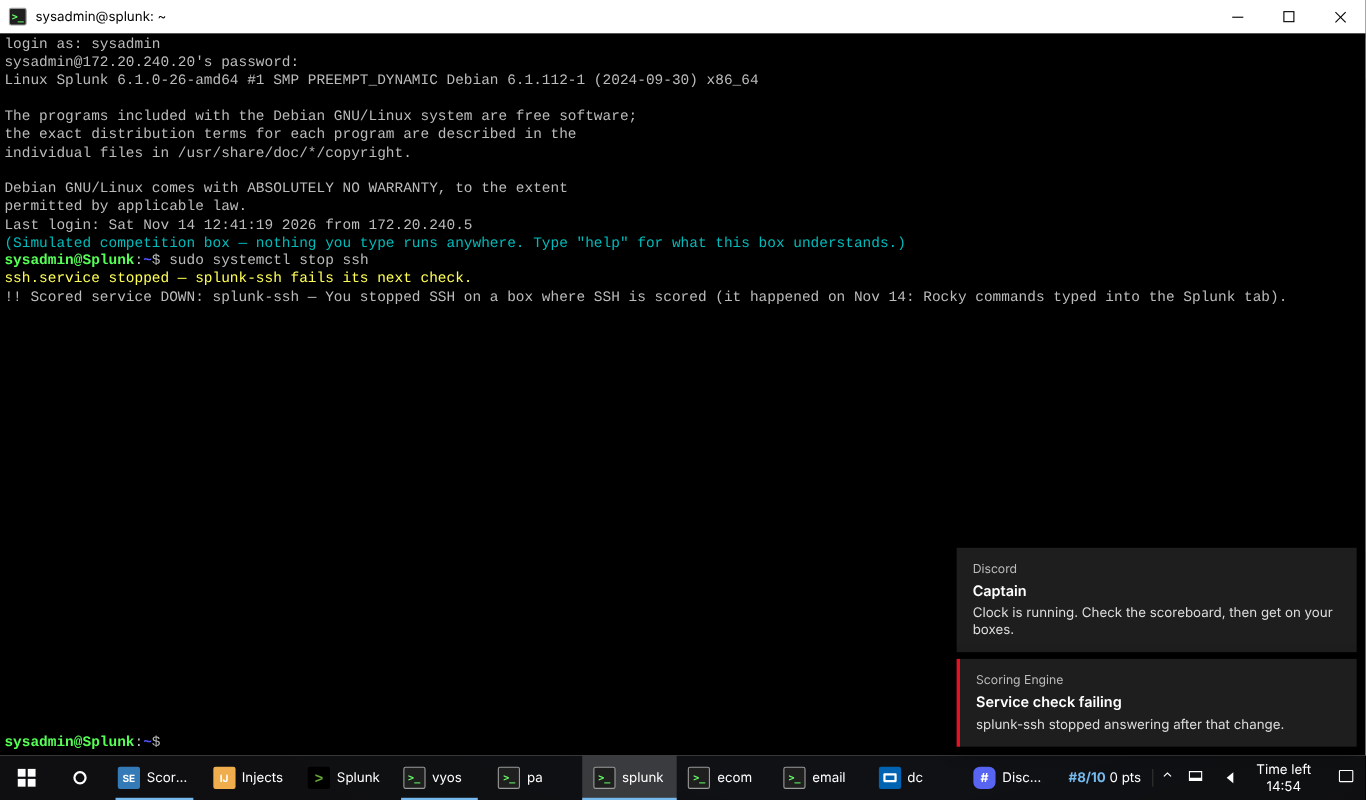 sysadmin@splunk: ~
login as: sysadmin
sysadmin@172.20.240.20's password:
Linux Splunk 6.1.0-26-amd64 #1 SMP PREEMPT_DYNAMIC Debian 6.1.112-1 (2024-09-30) x86_64
The programs included with the Debian GNU/Linux system are free software;
the exact distribution terms for each program are described in the
individual files in /usr/share/doc/*/copyright.
Debian GNU/Linux comes with ABSOLUTELY NO WARRANTY, to the extent
permitted by applicable law.
Last login: Sat Nov 14 12:41:19 2026 from 172.20.240.5
(Simulated competition box — nothing you type runs anywhere. Type "help" for what this box understands.)
sysadmin@Splunk:~$ sudo systemctl stop ssh
ssh.service stopped — splunk-ssh fails its next check.
!! Scored service DOWN: splunk-ssh — You stopped SSH on a box where SSH is scored (it happened on Nov 14: Rocky commands typed into the Splunk tab).
Discord
Captain
Clock is running. Check the scoreboard, then get on your
boxes.
Scoring Engine
Service check failing
splunk-ssh stopped answering after that change.
sysadmin@Splunk:~$
SE Scor...
IJ Injects
> Splunk
>_ vyos
>_ pa
>_ splunk
>_ ecom
>_ email
dc
# Disc...
#8/10 0 pts
Time left
14:54